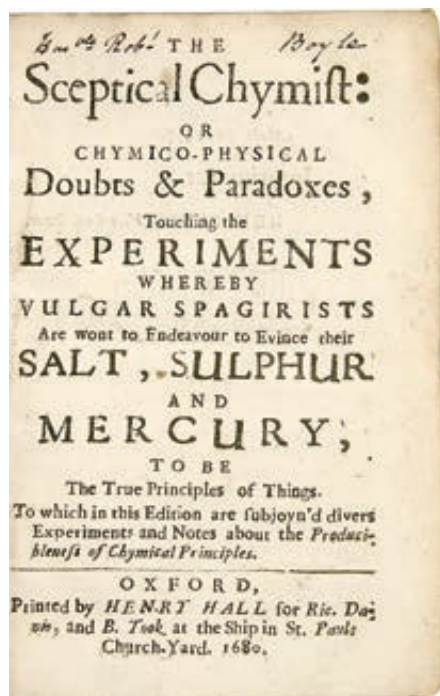 Hon^ble Rob^t THE Boyle
Sceptical Chymiſt:
OR
CHYMICO-PHYSICAL
Doubts & Paradoxes,
Touching the
EXPERIMENTS
WHEREBY
VULGAR SPAGIRISTS
Are wont to Endeavour to Evince their
SALT, SULPHUR
AND
MERCURY,
TO BE
The True Principles of Things.
To which in this Edition are ſubjoyn'd divers
Experiments and Notes about the Produci-
bleneſs of Chymical Principles.
OXFORD,
Printed by HENRY HALL for Ric. Da-
vis, and B. Took at the Ship in St. Pauls
Church-Yard. 1680.